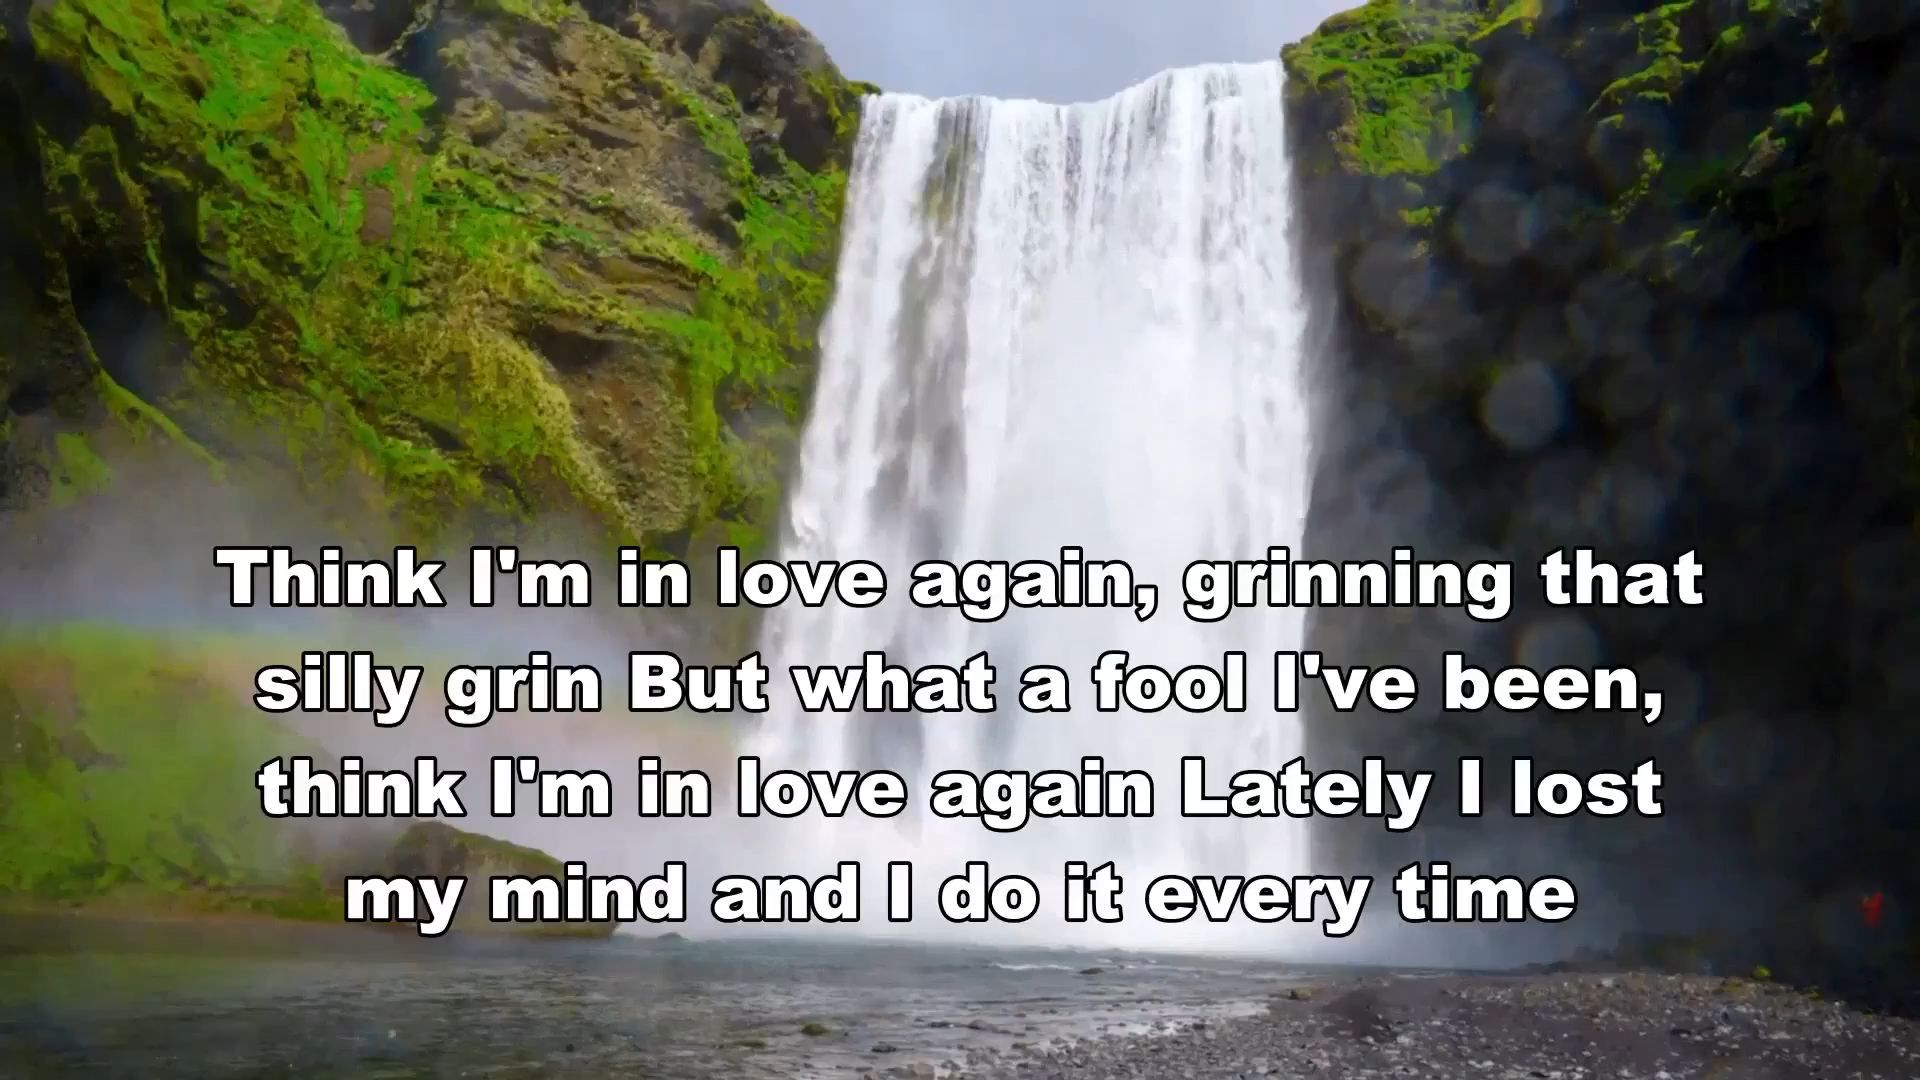 Think I'm in love again, grinning that
silly grin But what a fool I've been,
think I'm in love again Lately I lost
my mind and I do it every time